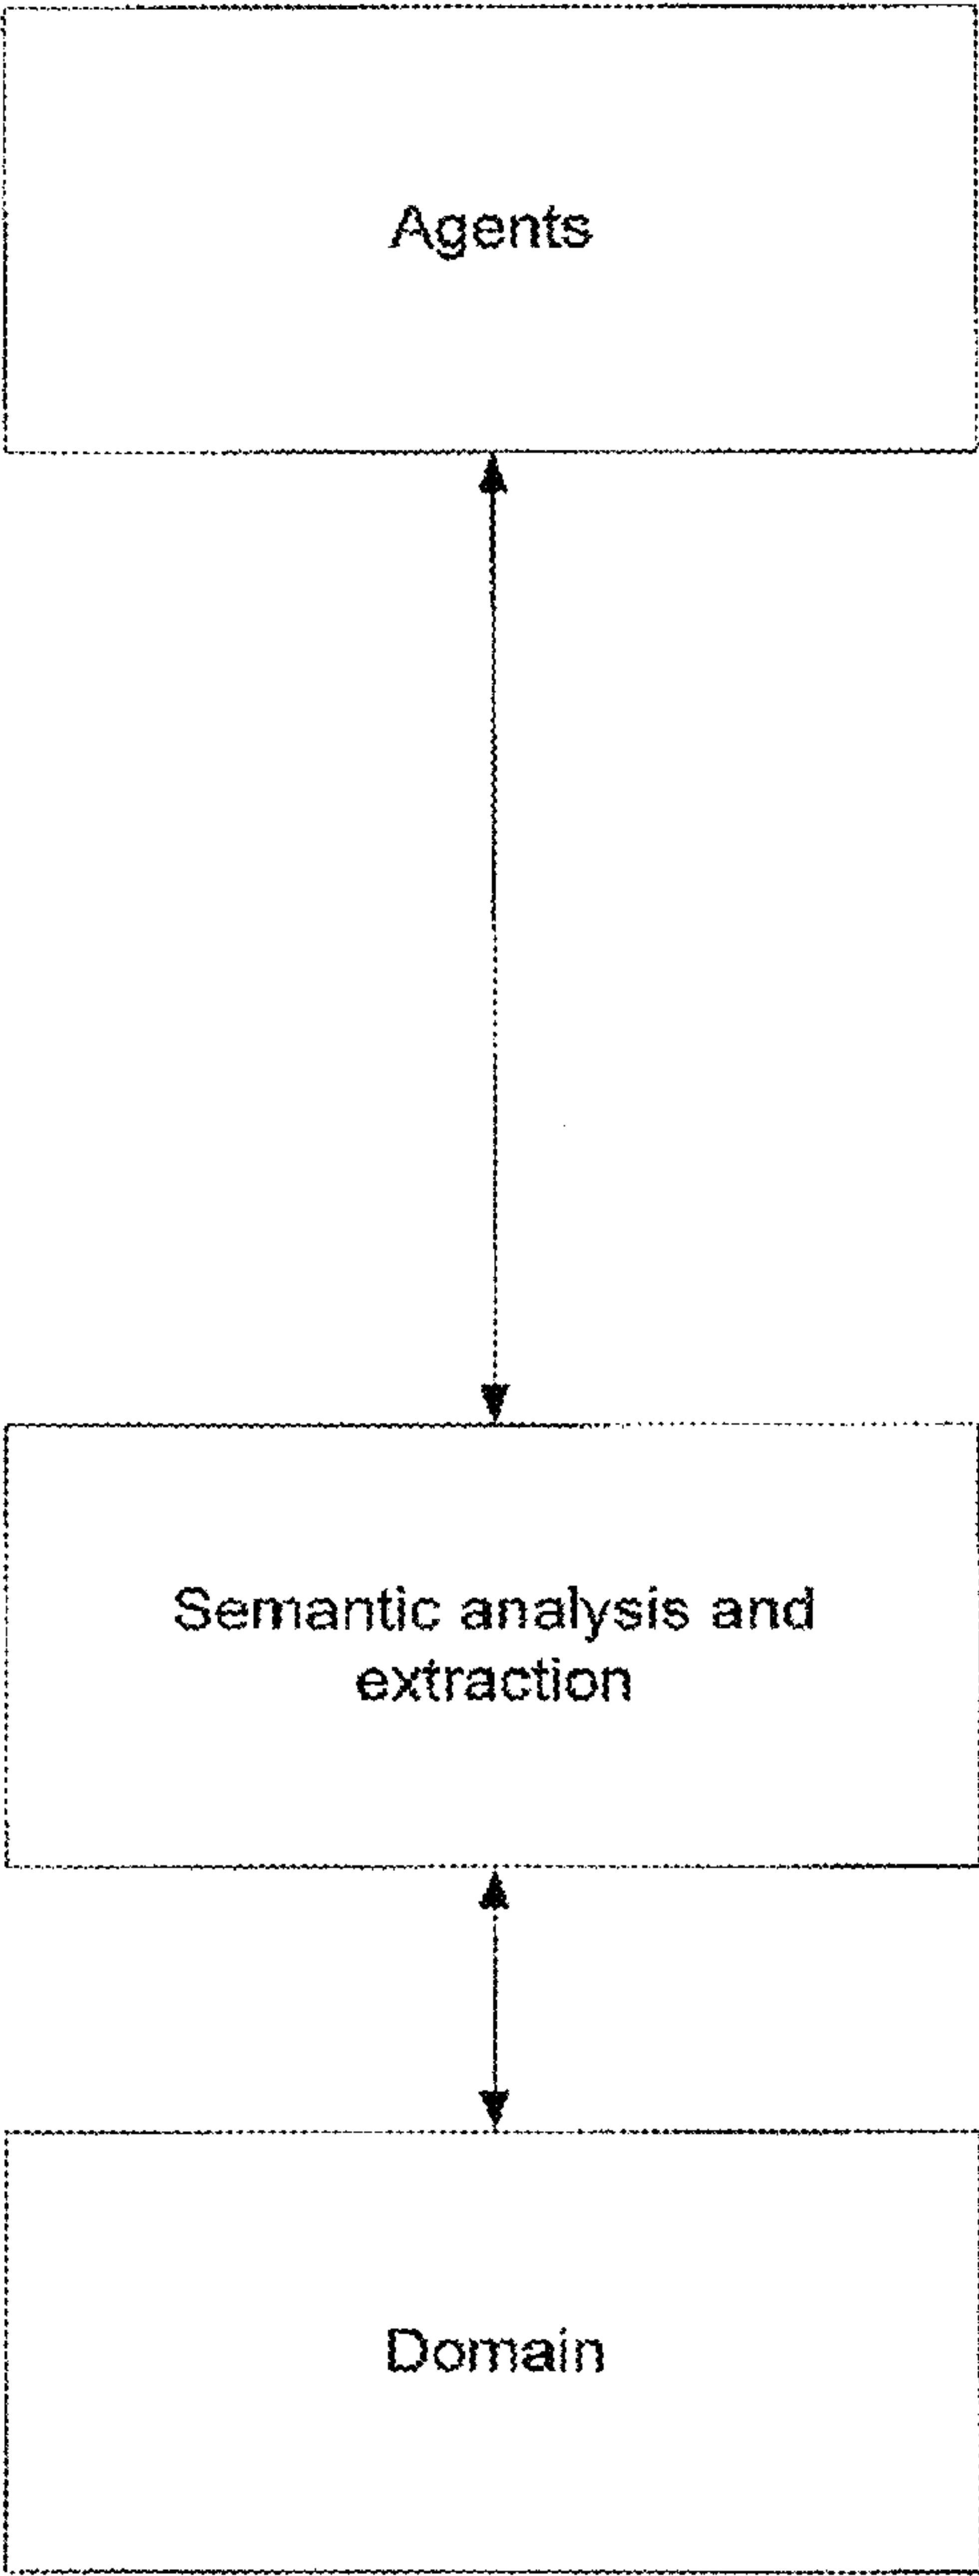 Agents
Semantic analysis and
extraction
Domain